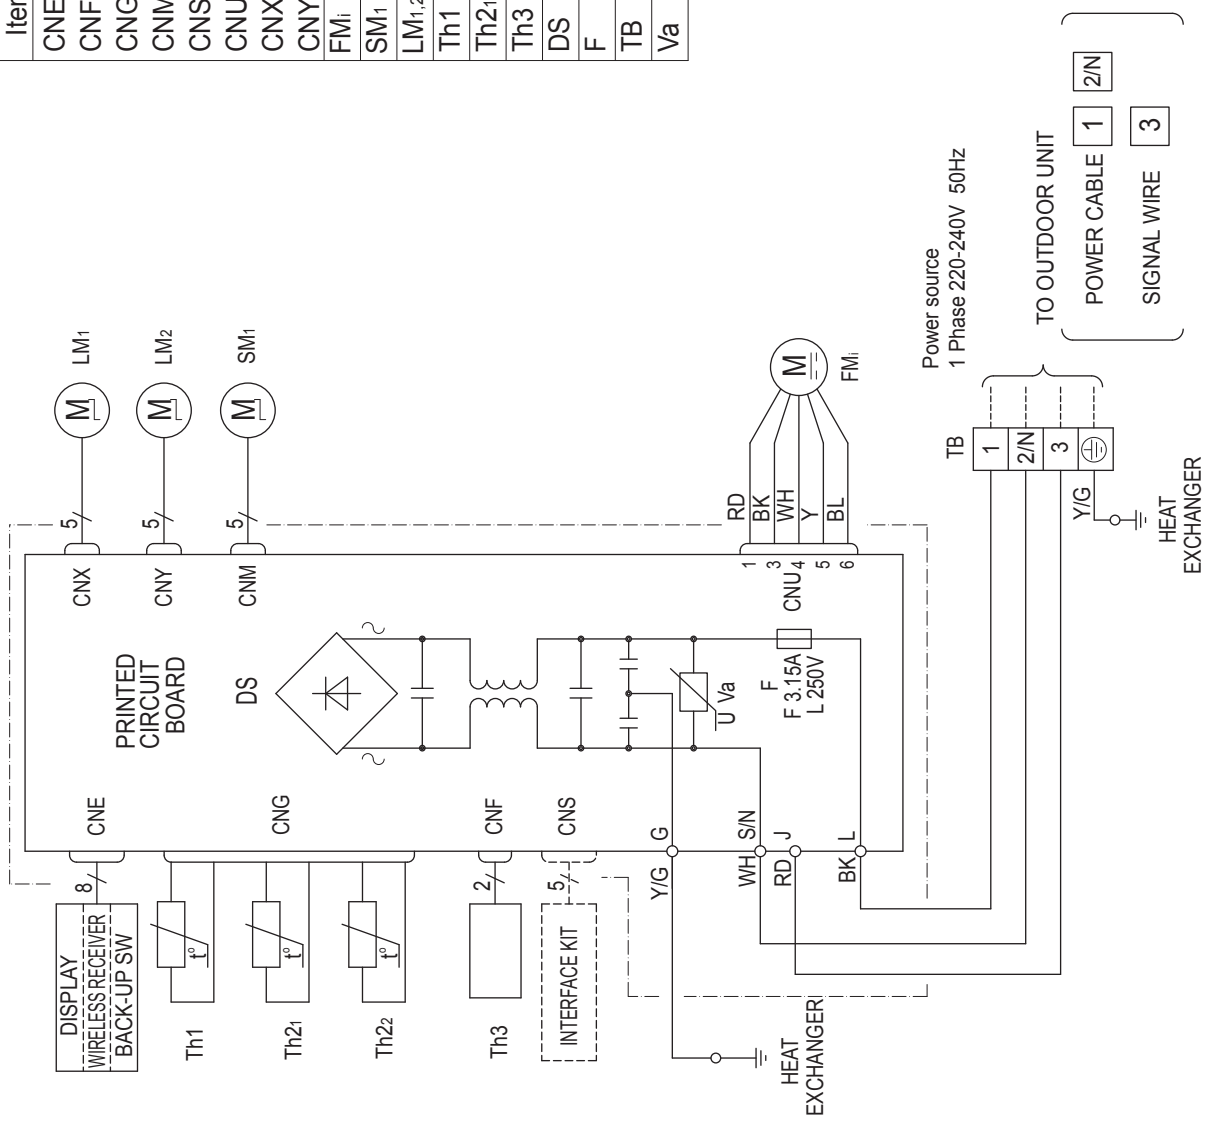 Item
CNE
CNF
CNG
CNM
CNS
CNU
CNX
CNY
FMi
SM1
LM1,2
Th1
Th21
Th3
DS
F
TB
Va
LM1
LM2
SM1
M
M
M
5
5
5
CNX
CNY
CNM
PRINTED
CIRCUIT
BOARD
DS
CNE
CNG
CNF
CNS
8
2
5
DISPLAY
WIRELESS RECEIVER
BACK-UP SW
Th1
t°
Th21
t°
Th22
t°
Th3
INTERFACE KIT
HEAT
EXCHANGER
Y/G
G
WH
S/N
RD
J
BK
L
U
Va
F
F 3.15A
L 250V
CNU
1
3
4
5
6
RD
BK
WH
Y
BL
M
FMi
Power source
1 Phase 220-240V 50Hz
TB
1
2/N
3
Y/G
HEAT
EXCHANGER
TO OUTDOOR UNIT
POWER CABLE 1 2/N
SIGNAL WIRE 3